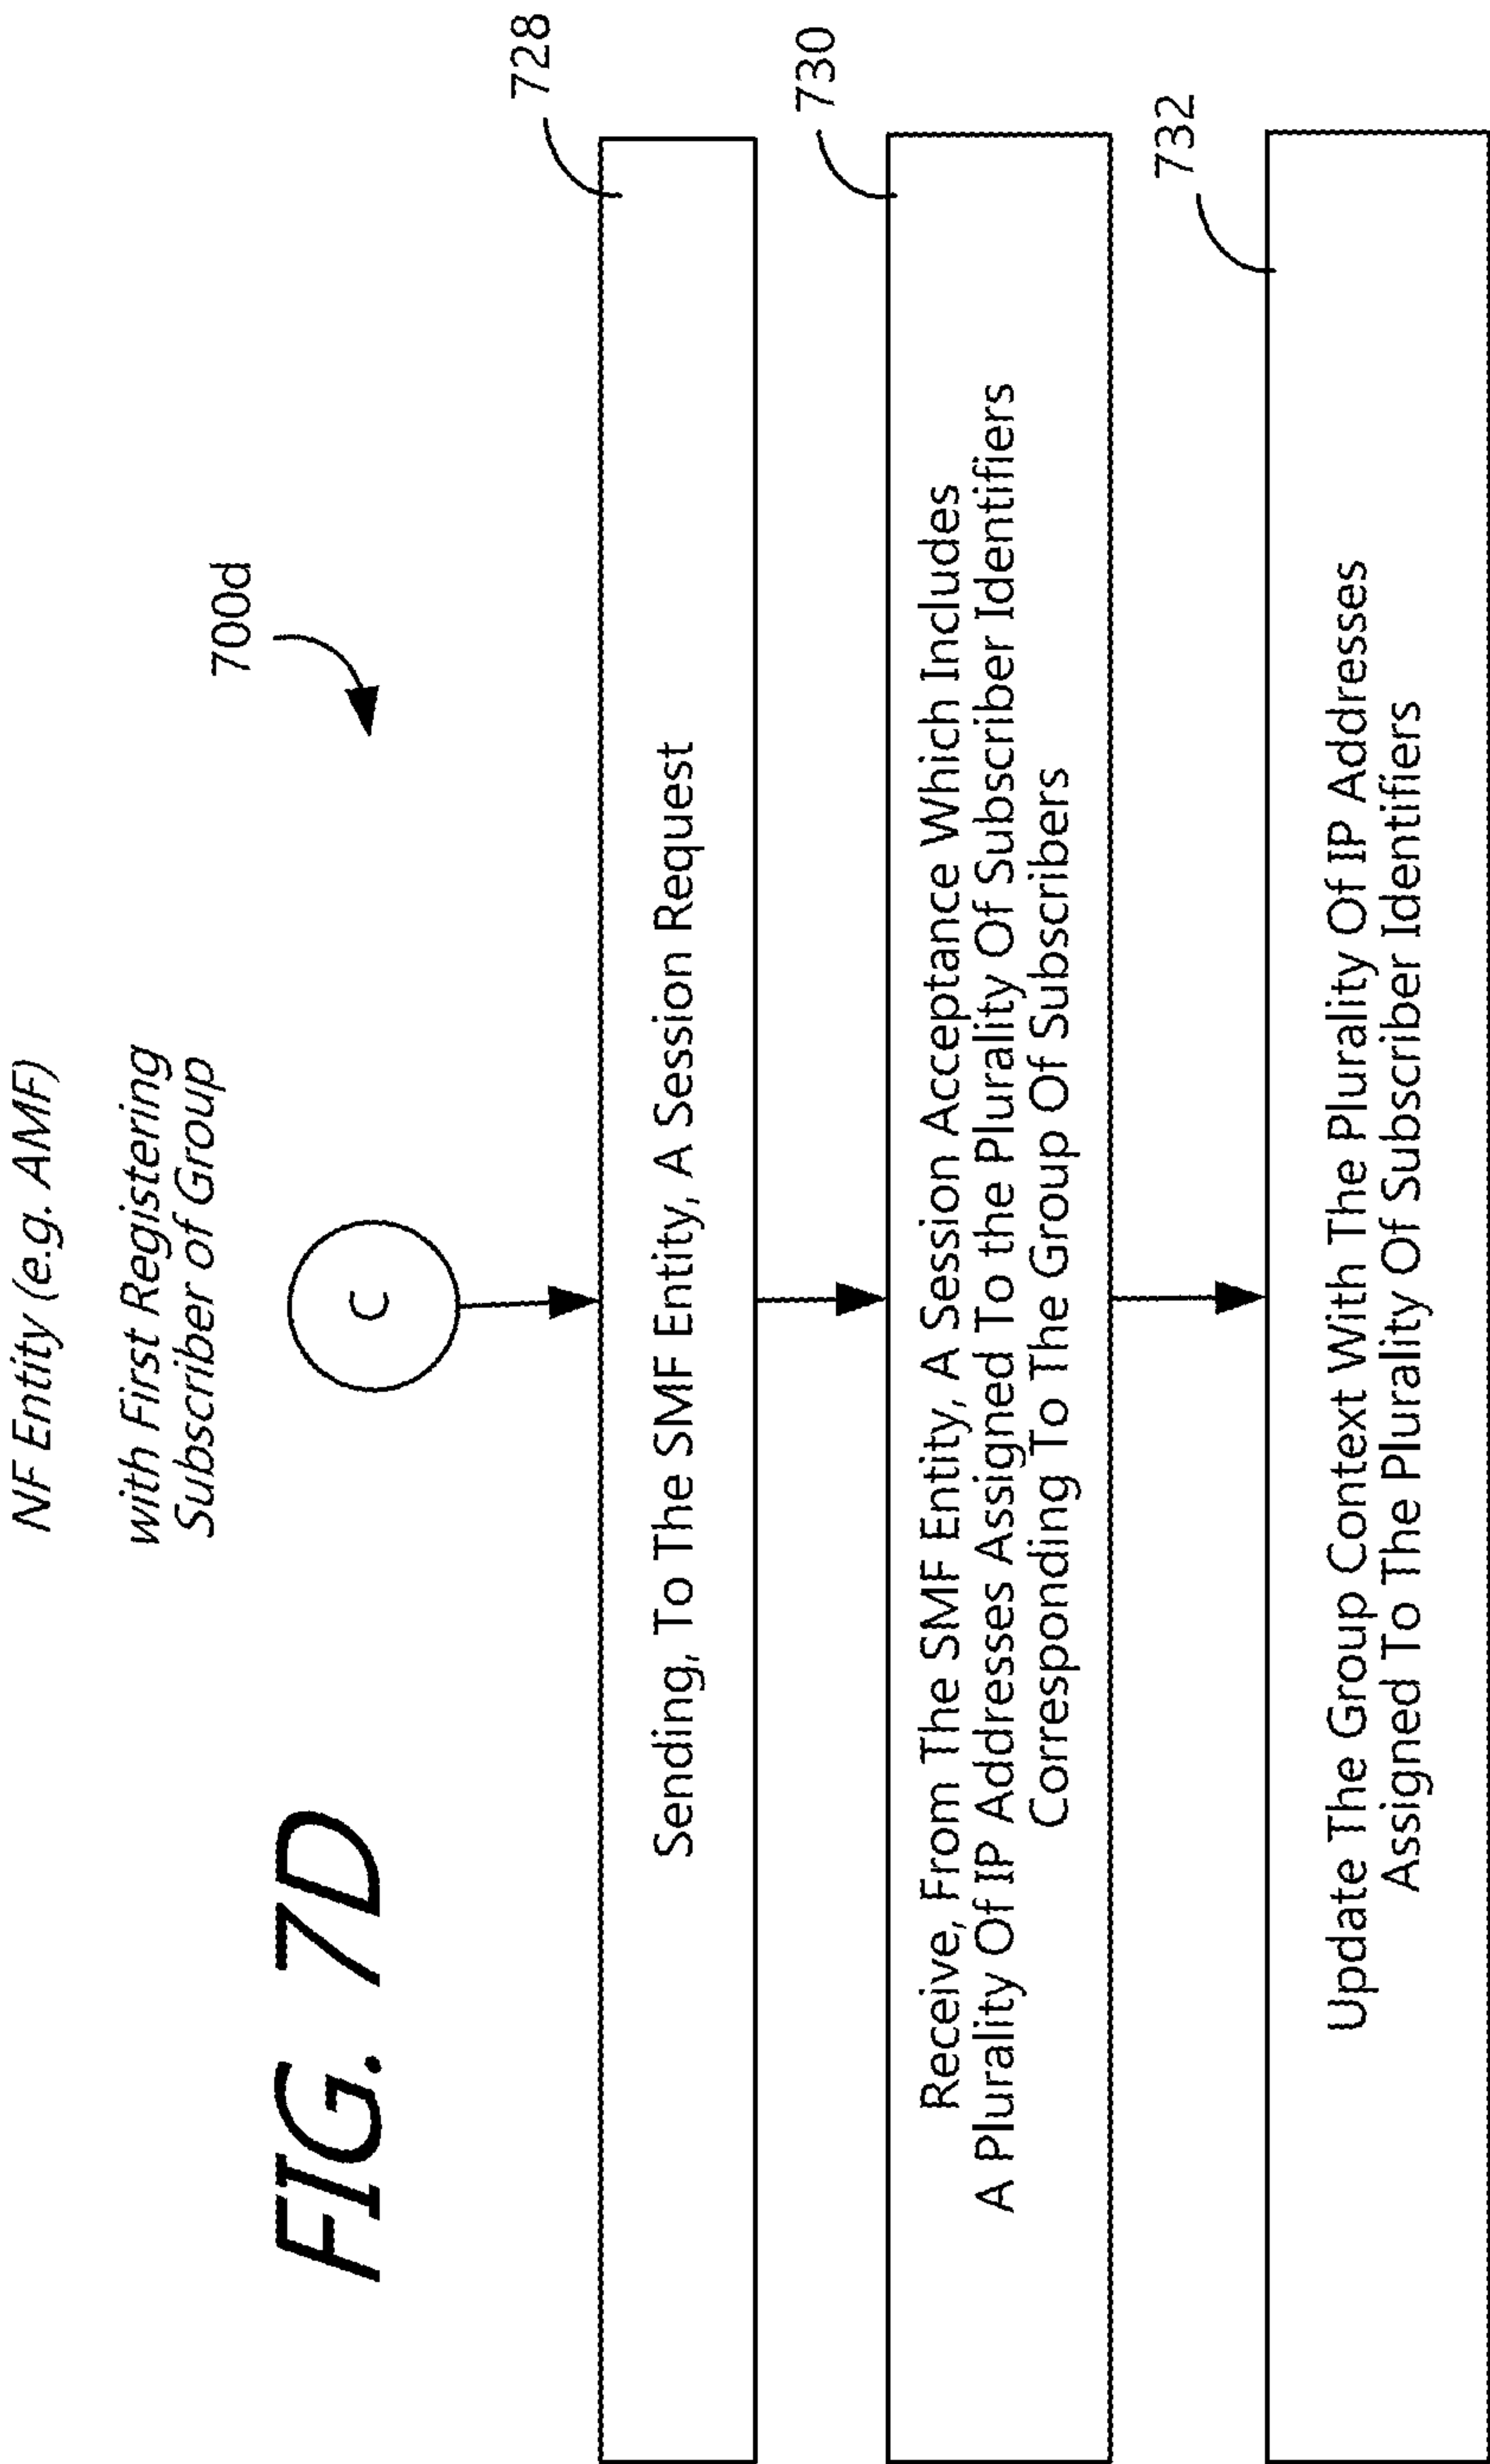 NF Entity (e.g. AMF)
with First Registering
Subscriber of Group
FIG. 7D
700d
C
728
Sending, To The SMF Entity, A Session Request
730
Receive, From The SMF Entity, A Session Acceptance Which Includes
A Plurality Of IP Addresses Assigned To the Plurality Of Subscriber Identifiers
Corresponding To The Group Of Subscribers
732
Update The Group Context With The Plurality Of IP Addresses
Assigned To The Plurality Of Subscriber Identifiers